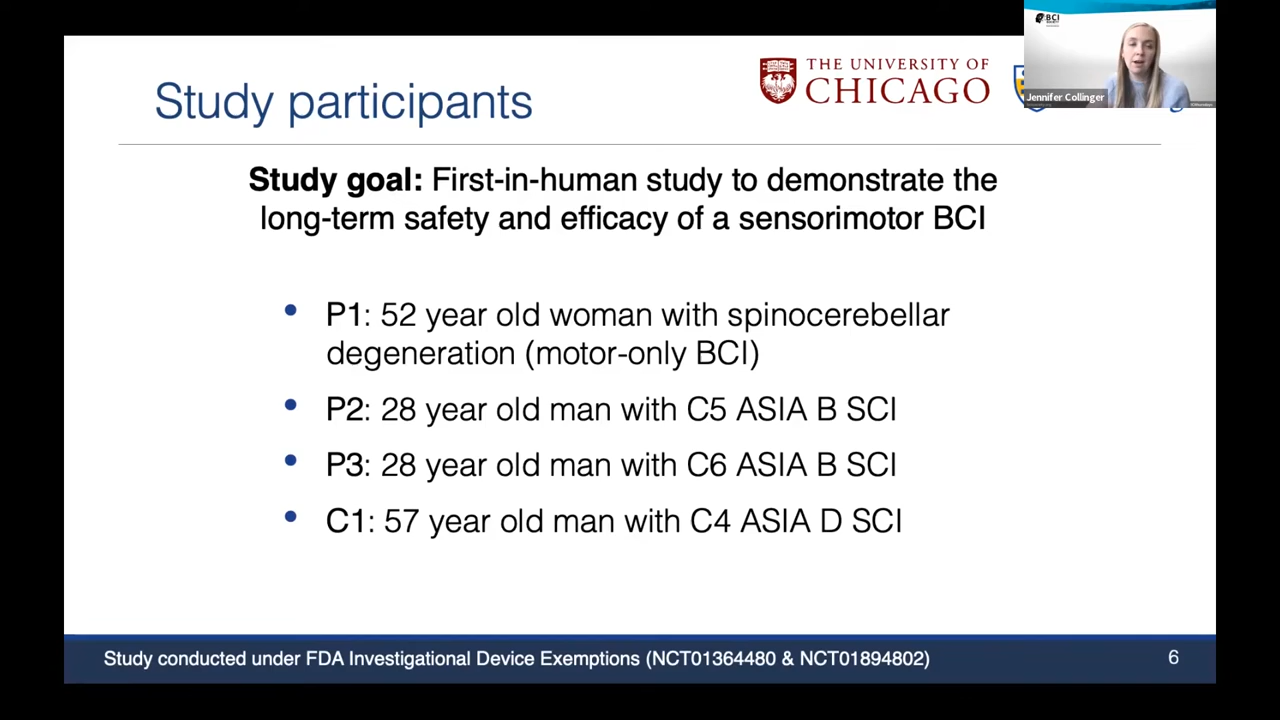 BCI
SOCIETY
Jennifer Collinger
Study participants
THE UNIVERSITY OF
CHICAGO
Study goal: First-in-human study to demonstrate the
long-term safety and efficacy of a sensorimotor BCI
• P1: 52 year old woman with spinocerebellar
degeneration (motor-only BCI)
• P2: 28 year old man with C5 ASIA B SCI
• P3: 28 year old man with C6 ASIA B SCI
• C1: 57 year old man with C4 ASIA D SCI
Study conducted under FDA Investigational Device Exemptions (NCT01364480 & NCT01894802)
6